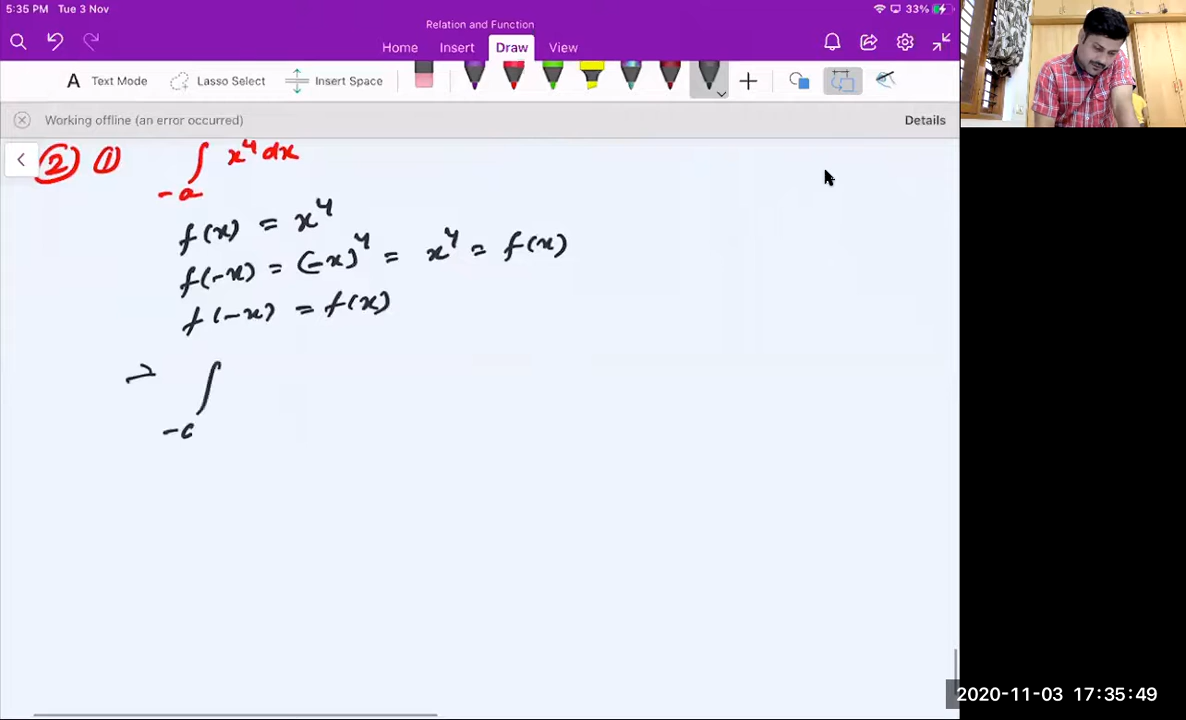 5:35 PM Tue 3 Nov
33%
Relation and Function
Home Insert Draw View
A Text Mode Lasso Select Insert Space
Working offline (an error occurred) Details
② ① ∫ x⁴ dx
-a
f(x) = x⁴
f(-x) = (-x)⁴ = x⁴ = f(x)
f(-x) = f(x)
⇒ ∫
2020-11-03 17:35:49